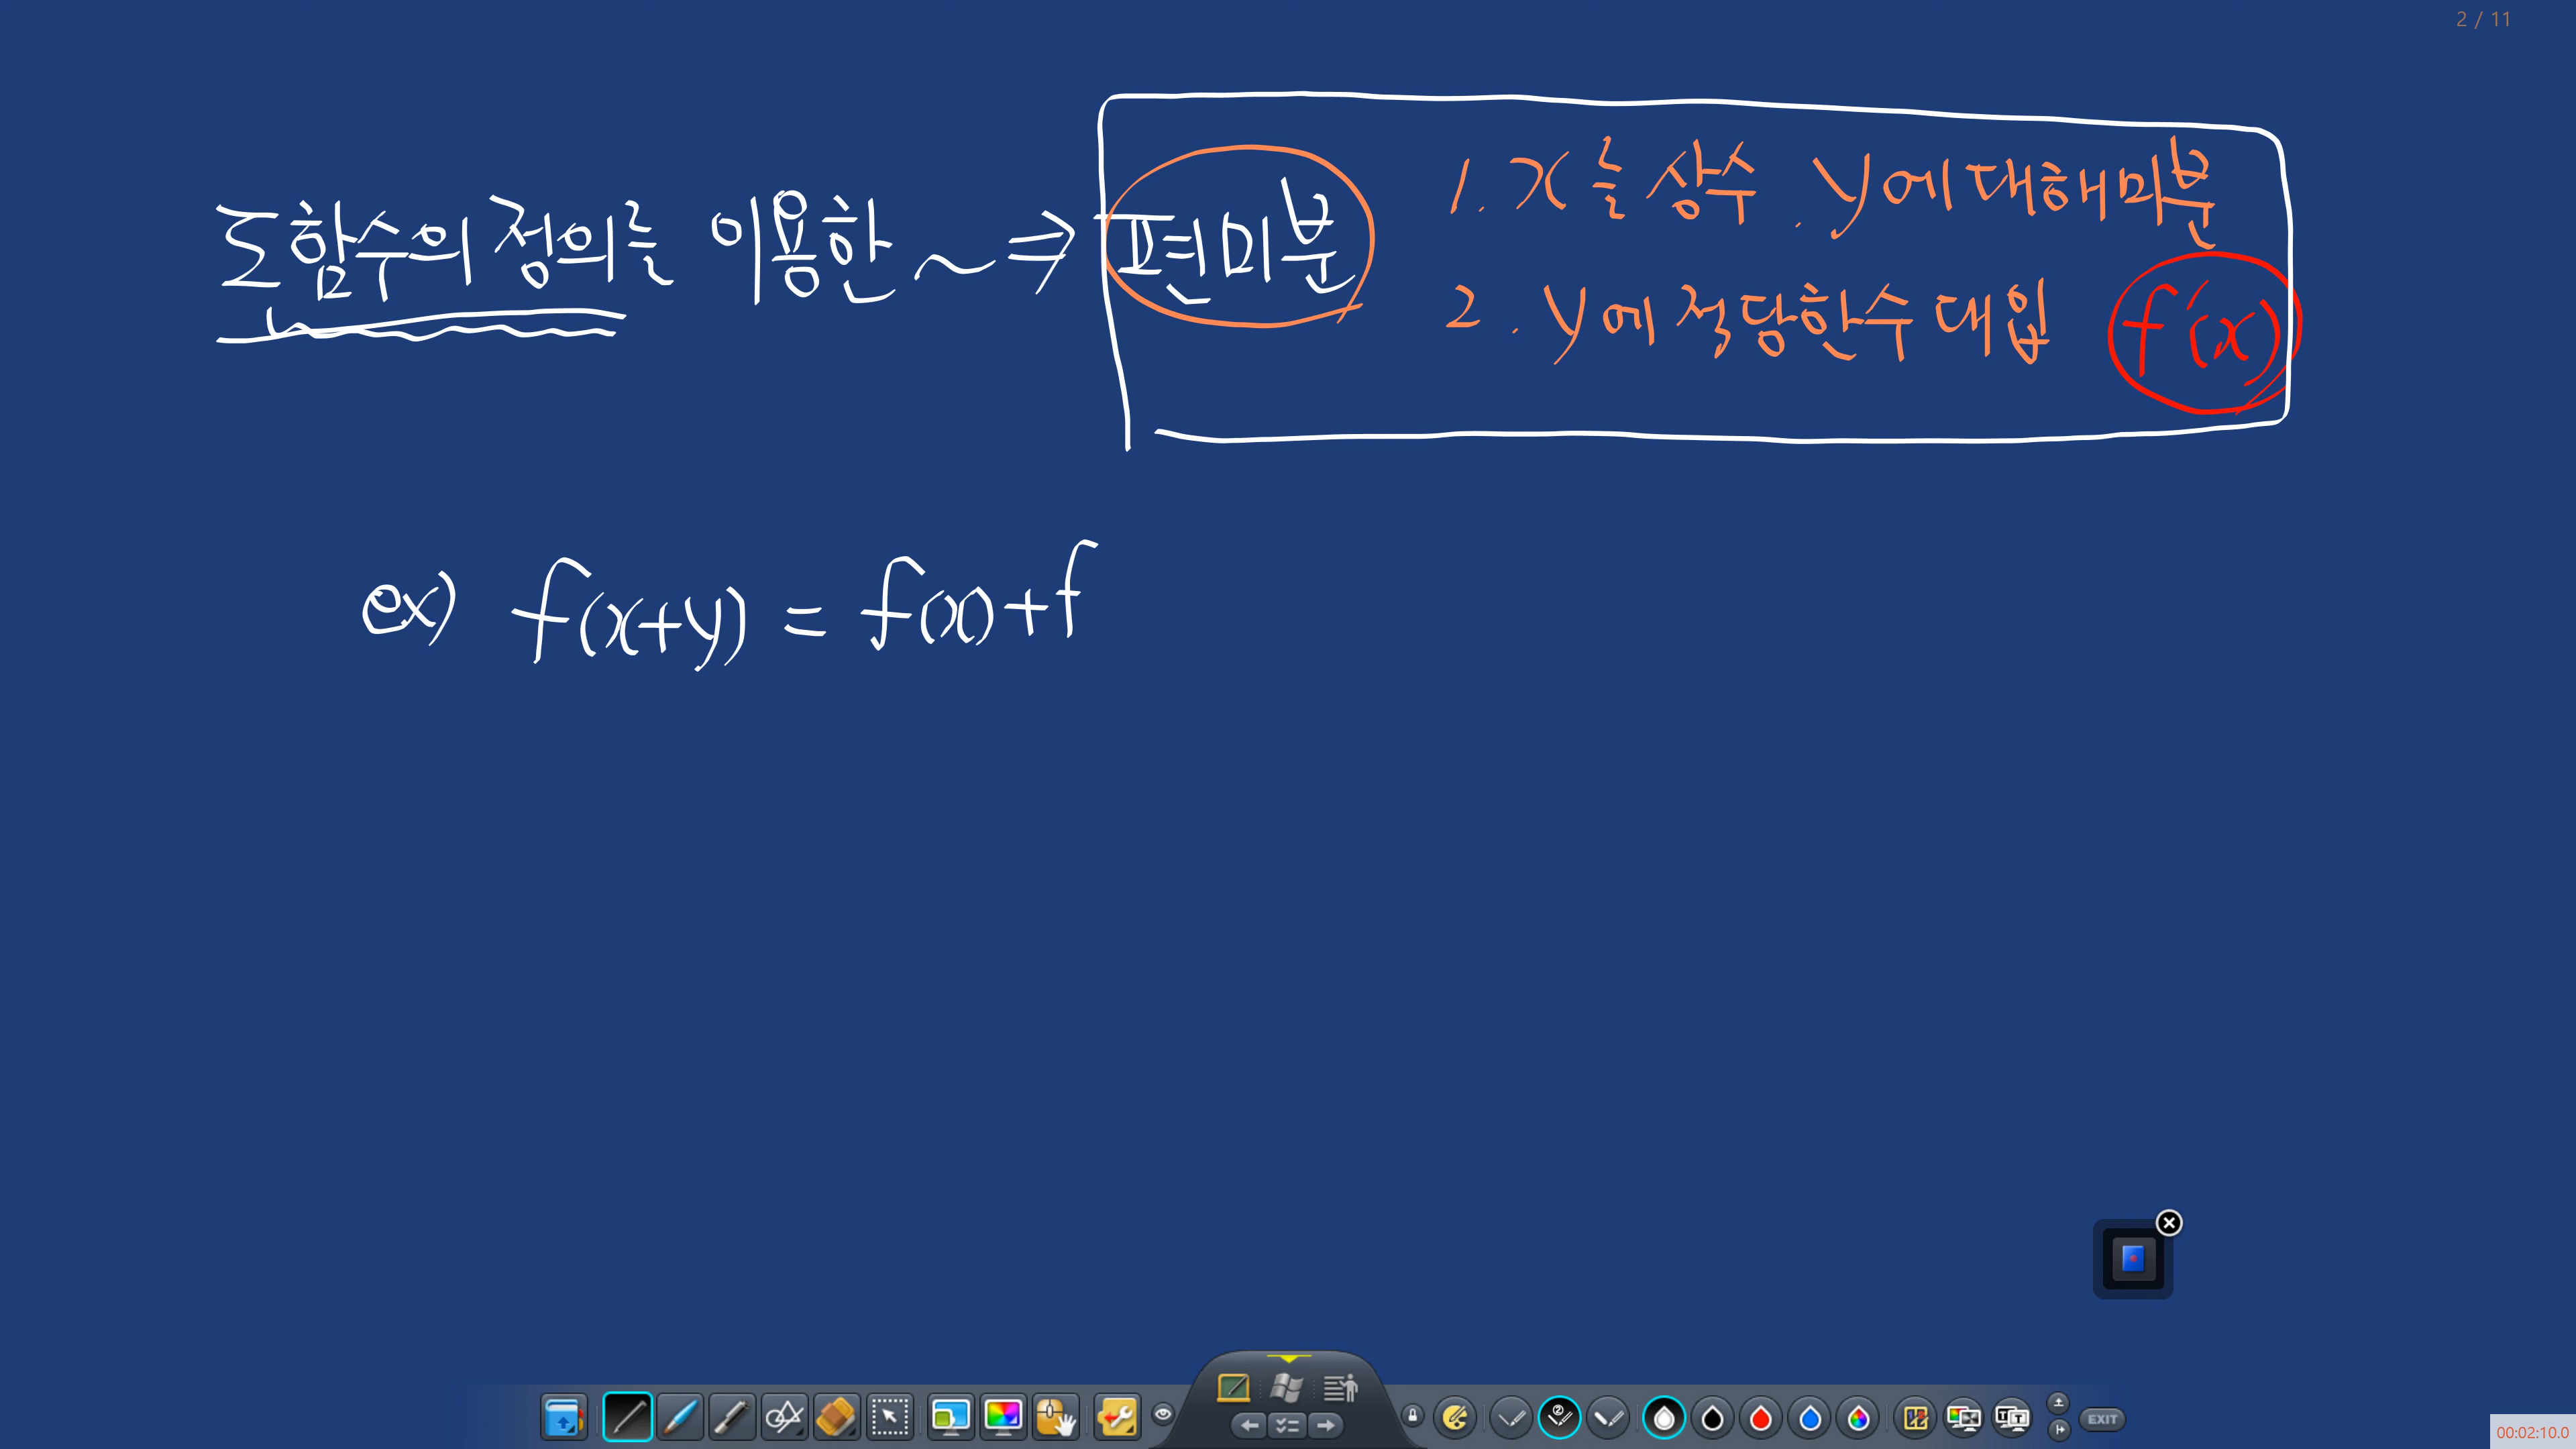 2 / 11
도함수의 정의를 이용한 ~ ⇒ 편미분
1. x를 상수. y에 대해 미분
2. y에 적당한 수 대입 f'(x)
ex) f(x+y) = f(x)+f
EXIT
00:02:10.0